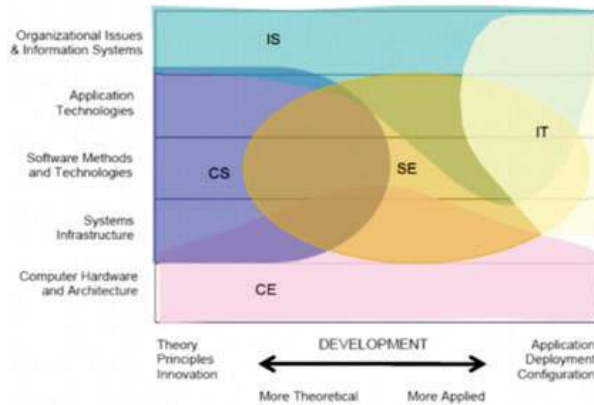 Organizational Issues
& Information Systems
IS
Application
Technologies
IT
Software Methods
and Technologies
CS
SE
Systems
Infrastructure
Computer Hardware
and Architecture
CE
Theory
Principles
Innovation
DEVELOPMENT
Application
Deployment
Configuration
More Theoretical
More Applied